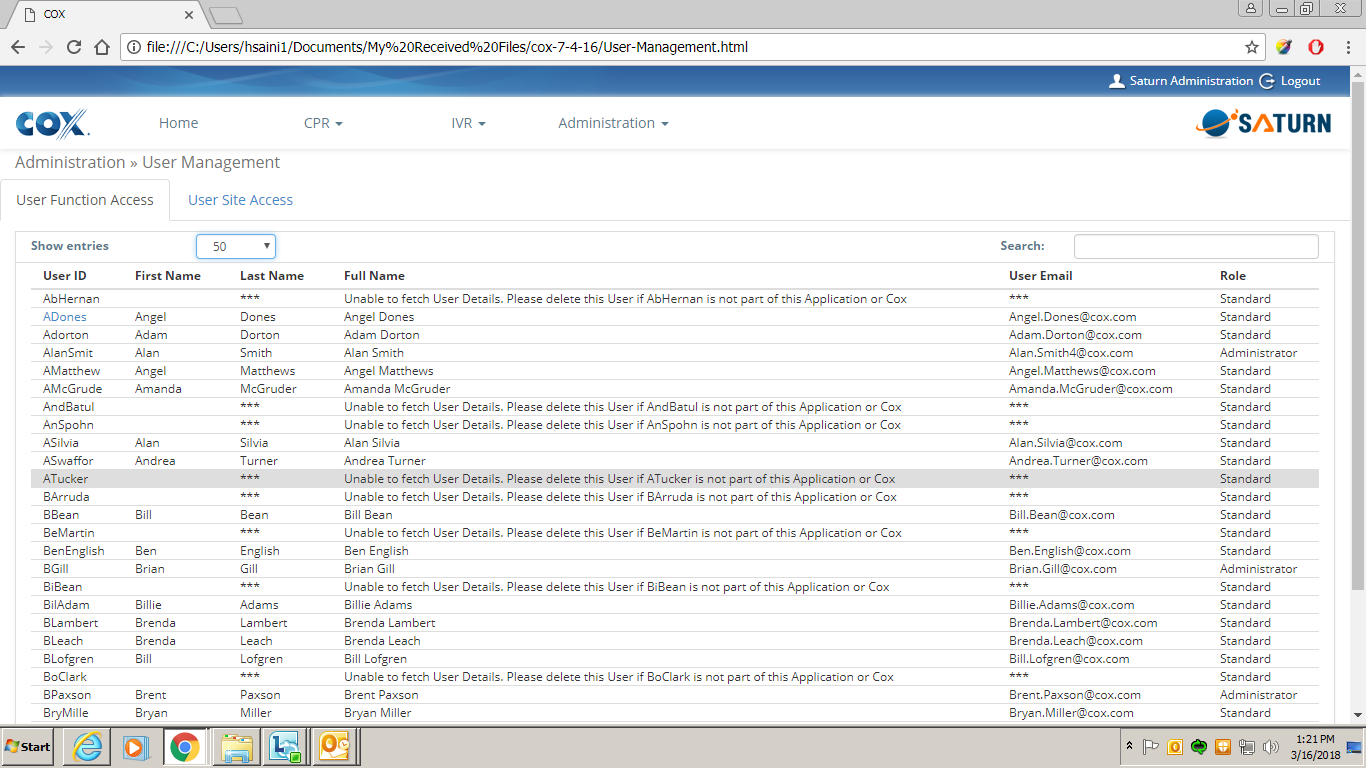 COX
file:///C:/Users/hsaini1/Documents/My%20Received%20Files/cox-7-4-16/User-Management.html
Saturn Administration Logout
COX. Home CPR IVR Administration SATURN
Administration » User Management
User Function Access User Site Access
Show entries 50 Search:
User ID First Name Last Name Full Name User Email Role
AbHernan *** Unable to fetch User Details. Please delete this User if AbHernan is not part of this Application or Cox *** Standard
ADones Angel Dones Angel Dones Angel.Dones@cox.com Standard
Adorton Adam Dorton Adam Dorton Adam.Dorton@cox.com Standard
AlanSmit Alan Smith Alan Smith Alan.Smith4@cox.com Administrator
AMatthew Angel Matthews Angel Matthews Angel.Matthews@cox.com Standard
AMcGrude Amanda McGruder Amanda McGruder Amanda.McGruder@cox.com Standard
AndBatul *** Unable to fetch User Details. Please delete this User if AndBatul is not part of this Application or Cox *** Standard
AnSpohn *** Unable to fetch User Details. Please delete this User if AnSpohn is not part of this Application or Cox *** Standard
ASilvia Alan Silvia Alan Silvia Alan.Silvia@cox.com Standard
ASwaffor Andrea Turner Andrea Turner Andrea.Turner@cox.com Standard
ATucker *** Unable to fetch User Details. Please delete this User if ATucker is not part of this Application or Cox *** Standard
BArruda *** Unable to fetch User Details. Please delete this User if BArruda is not part of this Application or Cox *** Standard
BBean Bill Bean Bill Bean Bill.Bean@cox.com Standard
BeMartin *** Unable to fetch User Details. Please delete this User if BeMartin is not part of this Application or Cox *** Standard
BenEnglish Ben English Ben English Ben.English@cox.com Standard
BGill Brian Gill Brian Gill Brian.Gill@cox.com Administrator
BiBean *** Unable to fetch User Details. Please delete this User if BiBean is not part of this Application or Cox *** Standard
BilAdam Billie Adams Billie Adams Billie.Adams@cox.com Standard
BLambert Brenda Lambert Brenda Lambert Brenda.Lambert@cox.com Standard
BLeach Brenda Leach Brenda Leach Brenda.Leach@cox.com Standard
BLofgren Bill Lofgren Bill Lofgren Bill.Lofgren@cox.com Standard
BoClark *** Unable to fetch User Details. Please delete this User if BoClark is not part of this Application or Cox *** Standard
BPaxson Brent Paxson Brent Paxson Brent.Paxson@cox.com Administrator
BryMille Bryan Miller Bryan Miller Bryan.Miller@cox.com Standard
Start 1:21 PM
3/16/2018